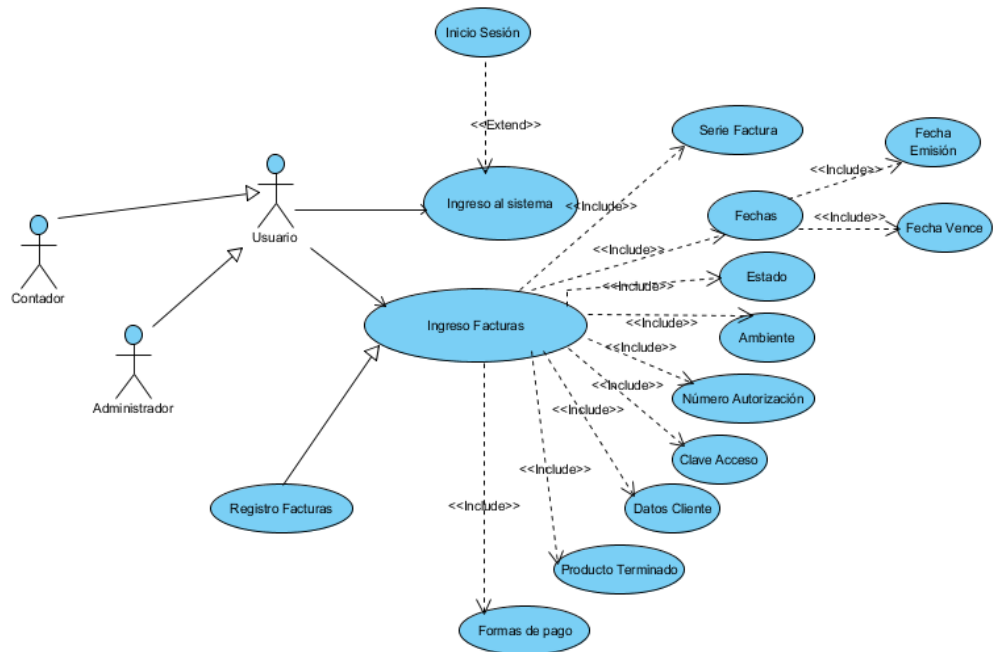 Inicio Sesión
<<Extend>>
Serie Factura
Fecha
Emisión
<<Include>>
Ingreso al sistema
<<Include>>
Fechas
<<Include>>
Fecha Vence
Usuario
<<Include>>
Estado
Contador
<<Include>>
Ingreso Facturas
<<Include>>
Ambiente
<<Include>>
Número Autorización
Administrador
<<Include>>
<<Include>>
Clave Acceso
<<Include>>
Registro Facturas
<<Include>>
Datos Cliente
Producto Terminado
Formas de pago